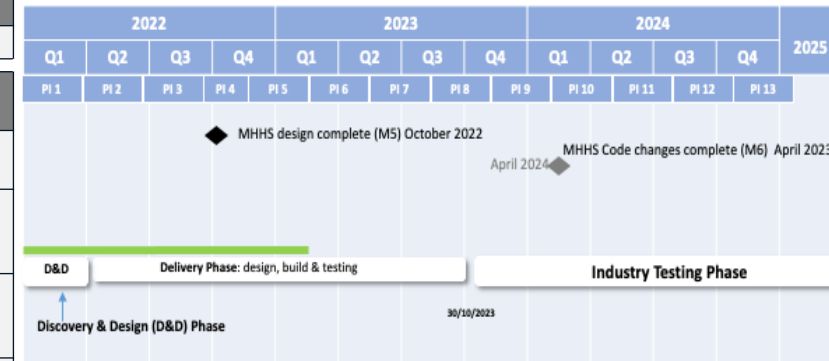 2022 2023 2024
2025
Q1 Q2 Q3 Q4 Q1 Q2 Q3 Q4 Q1 Q2 Q3 Q4
PI 1 PI 2 PI 3 PI 4 PI 5 PI 6 PI 7 PI 8 PI 9 PI 10 PI 11 PI 12 PI 13
MHHS design complete (M5) October 2022
MHHS Code changes complete (M6) April 2023
April 2024
D&D Delivery Phase: design, build & testing Industry Testing Phase
30/10/2023
Discovery & Design (D&D) Phase